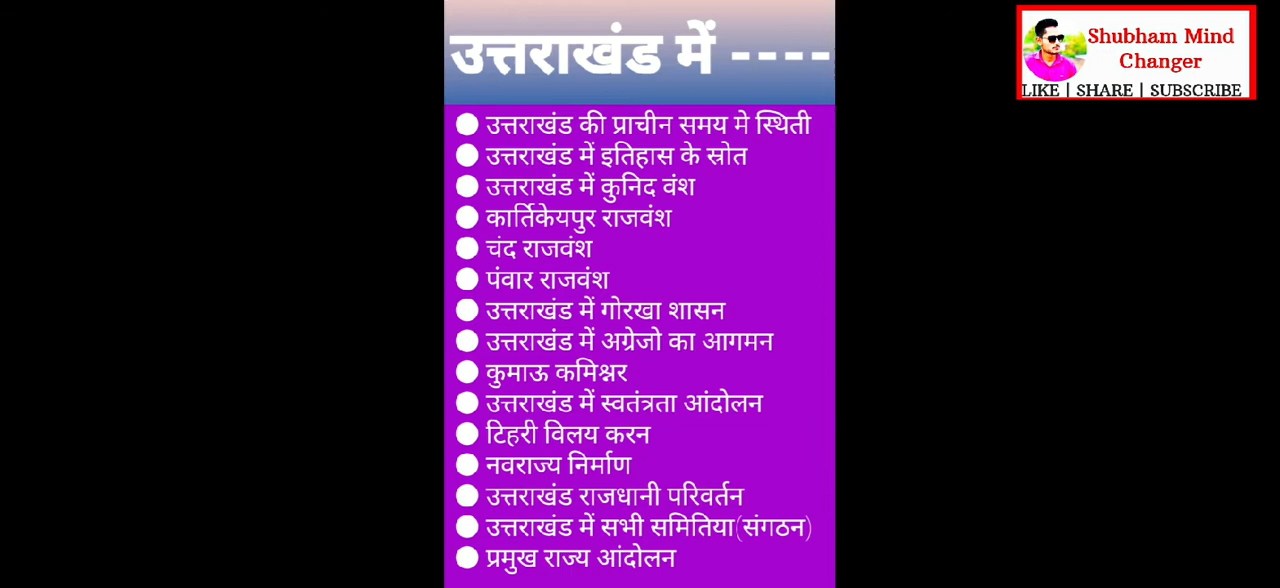 उत्तराखंड में ----
उत्तराखंड की प्राचीन समय मे स्थिती
उत्तराखंड में इतिहास के स्रोत
उत्तराखंड में कुनिद वंश
कार्तिकेयपुर राजवंश
चंद राजवंश
पंवार राजवंश
उत्तराखंड में गोरखा शासन
उत्तराखंड में अग्रेजो का आगमन
कुमाऊ कमिश्नर
उत्तराखंड में स्वतंत्रता आंदोलन
टिहरी विलय करन
नवराज्य निर्माण
उत्तराखंड राजधानी परिवर्तन
उत्तराखंड में सभी समितिया(संगठन)
प्रमुख राज्य आंदोलन
Shubham Mind
Changer
LIKE | SHARE | SUBSCRIBE